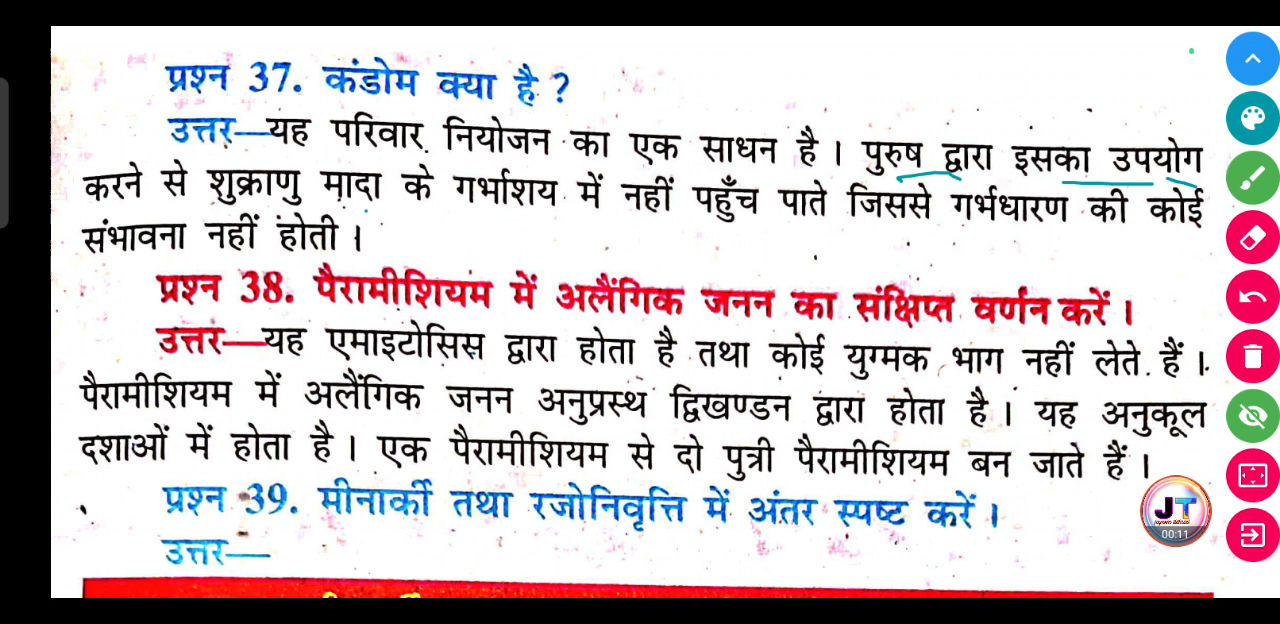 प्रश्न 37. कंडोम क्या है ?
उत्तर—यह परिवार नियोजन का एक साधन है। पुरुष द्वारा इसका उपयोग
करने से शुक्राणु मादा के गर्भाशय में नहीं पहुँच पाते जिससे गर्भधारण की कोई
संभावना नहीं होती।
प्रश्न 38. पैरामीशियम में अलैंगिक जनन का संक्षिप्त वर्णन करें।
उत्तर—यह एमाइटोसिस द्वारा होता है तथा कोई युग्मक भाग नहीं लेते हैं।
पैरामीशियम में अलैंगिक जनन अनुप्रस्थ द्विखण्डन द्वारा होता है। यह अनुकूल
दशाओं में होता है। एक पैरामीशियम से दो पुत्री पैरामीशियम बन जाते हैं।
प्रश्न 39. मीनार्की तथा रजोनिवृत्ति में अंतर स्पष्ट करें।
उत्तर—
JT
00:11